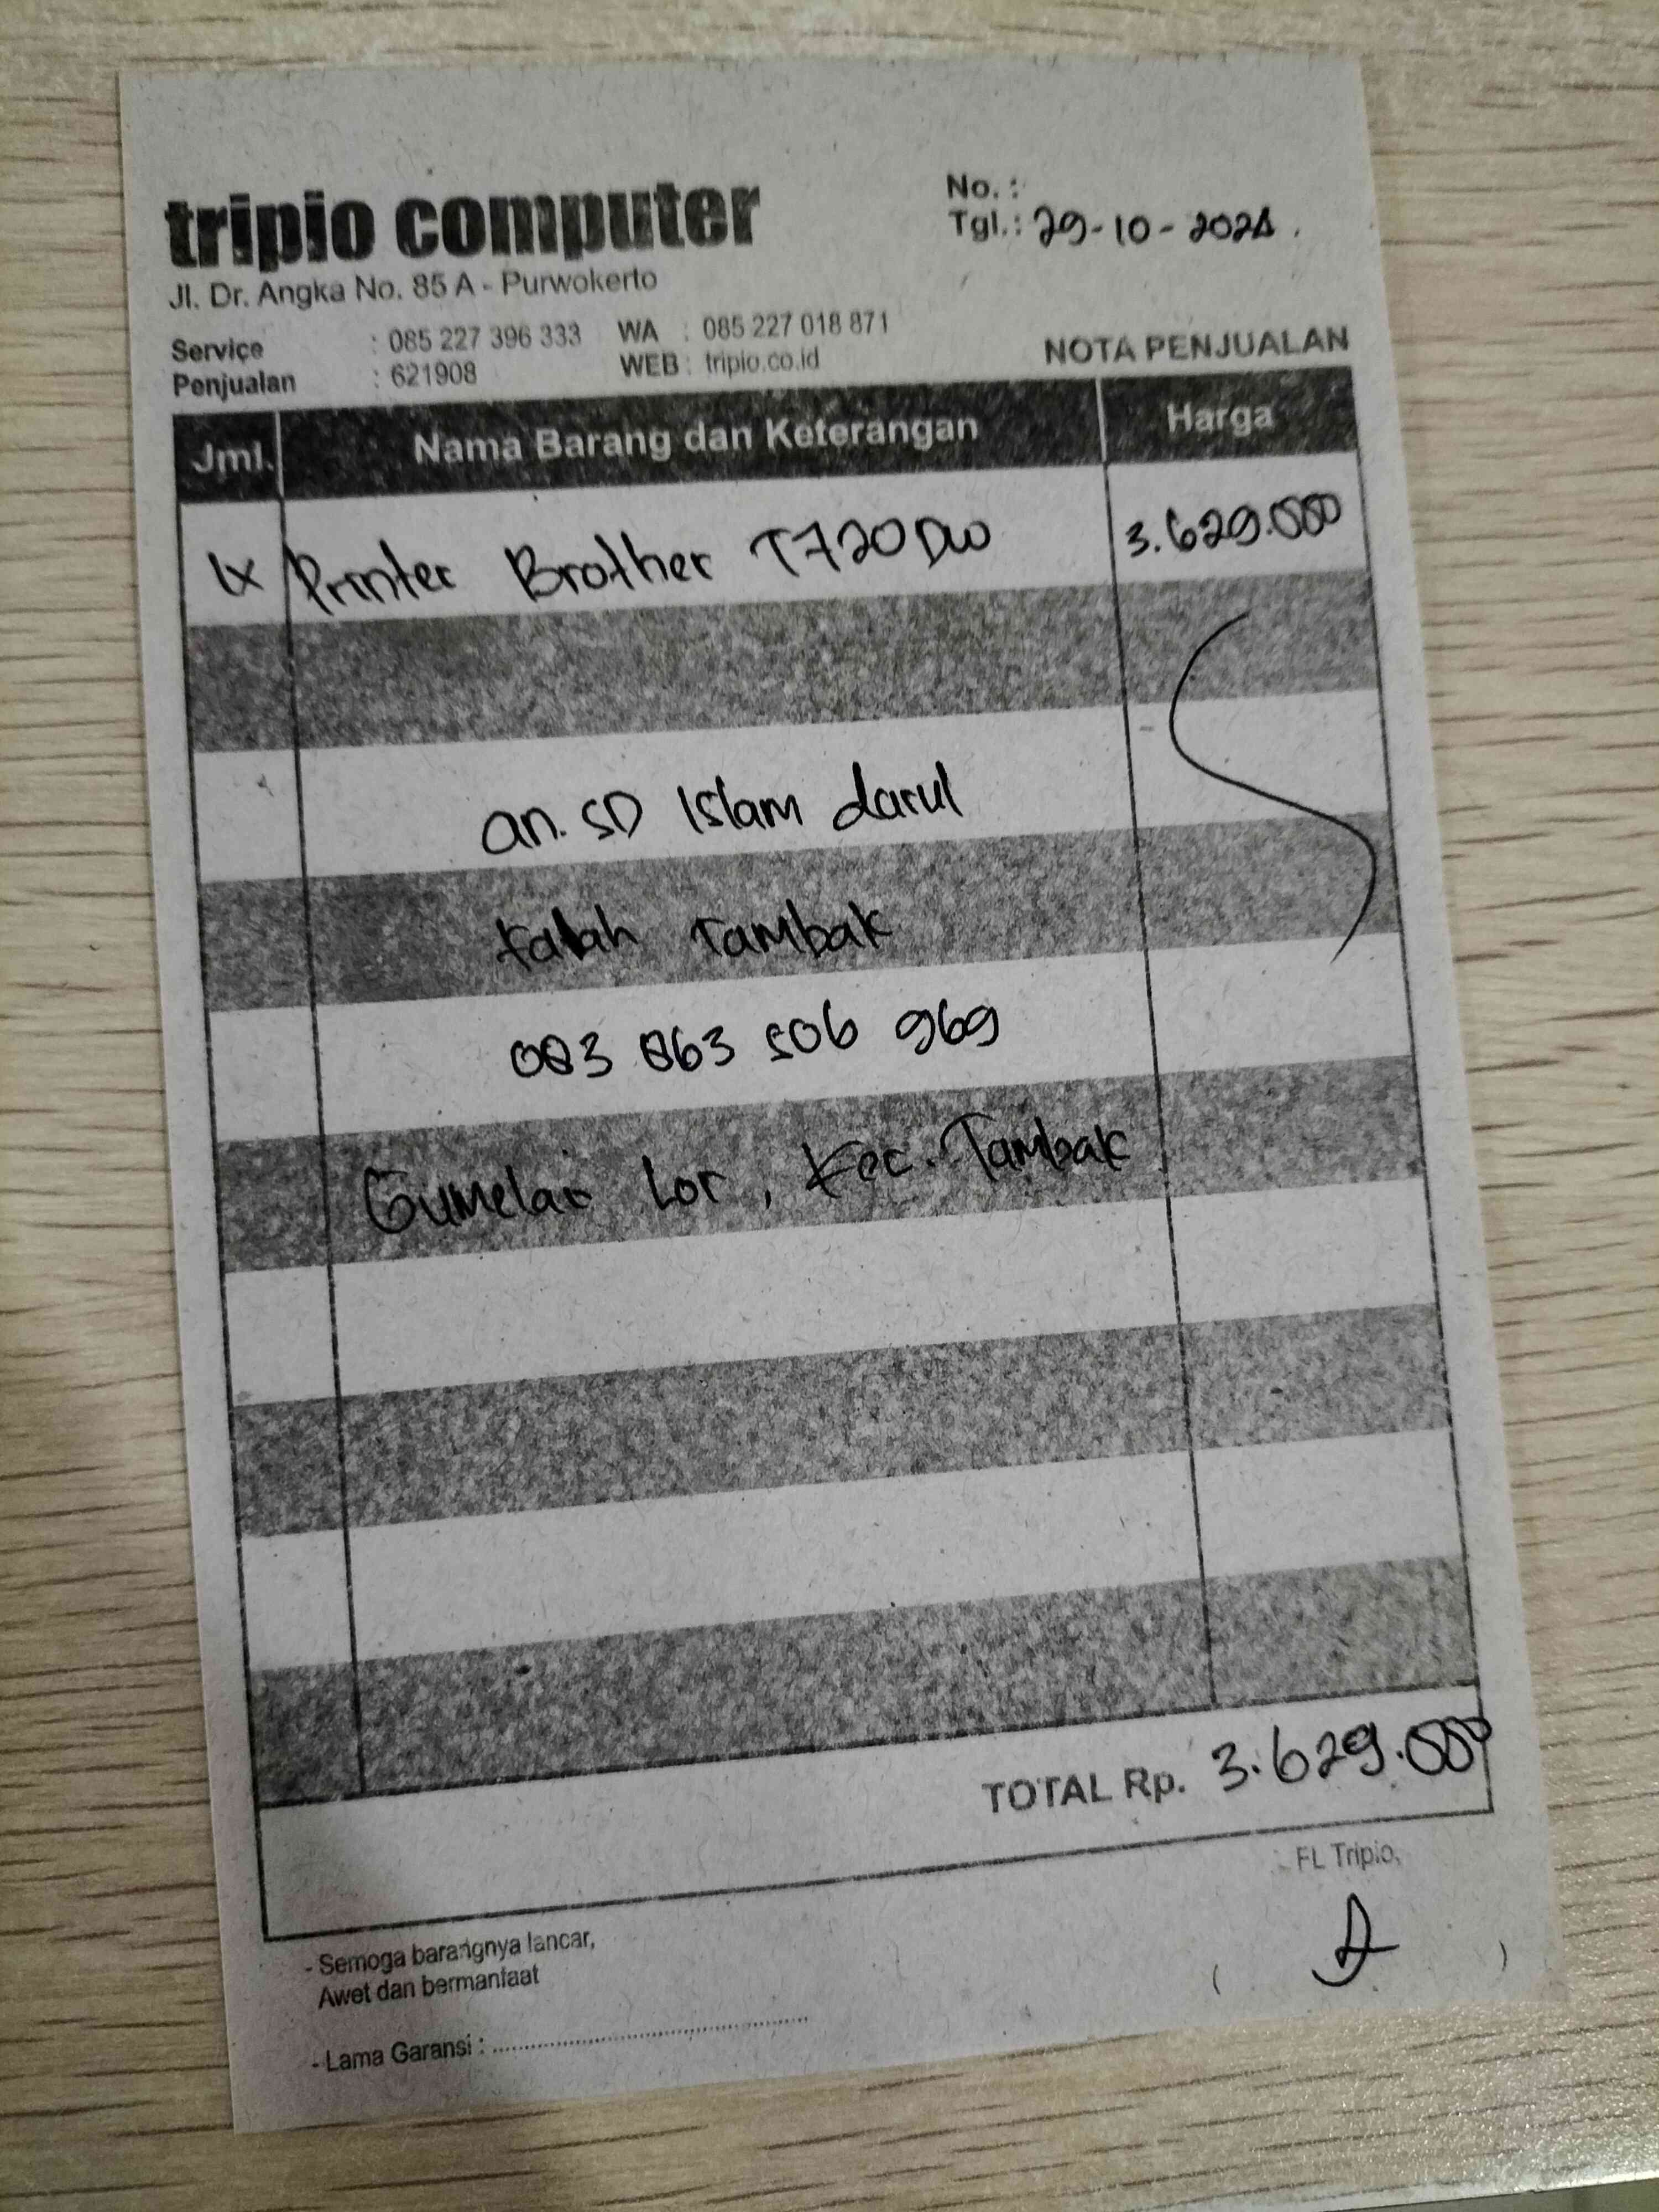 tripio computer
Jl. Dr. Angka No. 85 A - Purwokerto
Service : 085 227 396 333 WA : 085 227 018 871
Penjualan : 621908 WEB : tripio.co.id
No. :
Tgl. : 29-10-2024.
NOTA PENJUALAN
Jml. Nama Barang dan Keterangan Harga
1x Printer Brother T720DW 3.629.000
an. SD Islam darul
Tambak
083 863 506 969
Gumelar Lor, Kec. Tambak
TOTAL Rp. 3.629.000
FL Tripio,
( )
- Semoga barangnya lancar,
Awet dan bermanfaat
- Lama Garansi : ..........................................